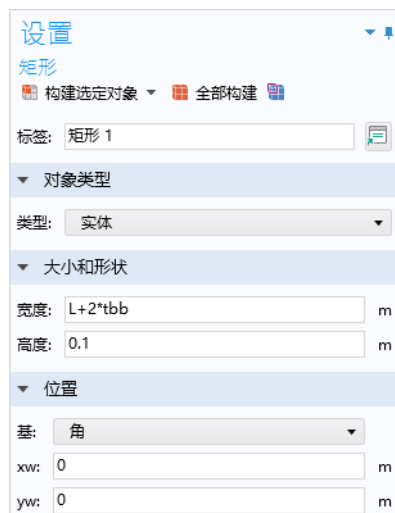 设置
矩形
构建选定对象 全部构建
标签: 矩形 1
对象类型
类型: 实体
大小和形状
宽度: L+2*tbb m
高度: 0.1 m
位置
基: 角
xw: 0 m
yw: 0 m